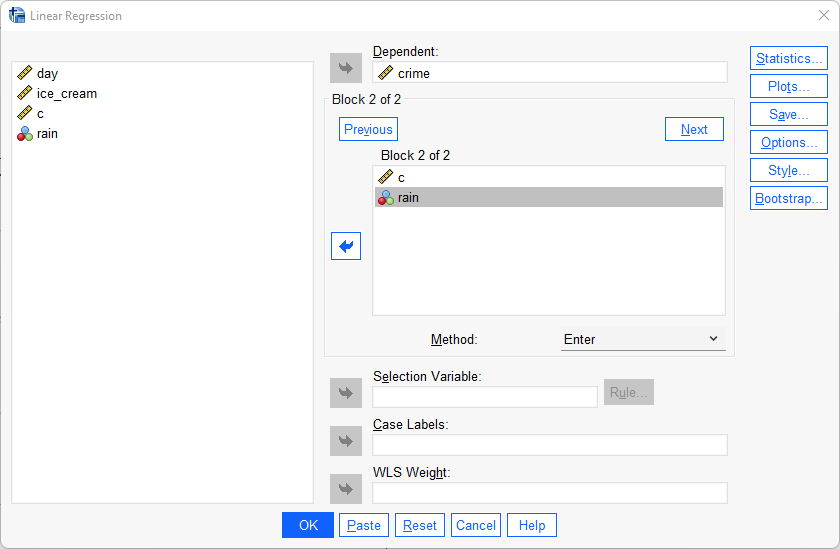 Linear Regression
day
ice_cream
c
rain
Dependent:
crime
Block 2 of 2
Previous
Next
Block 2 of 2
c
rain
Method:
Enter
Selection Variable:
Rule...
Case Labels:
WLS Weight:
Statistics...
Plots...
Save...
Options...
Style...
Bootstrap...
OK
Paste
Reset
Cancel
Help